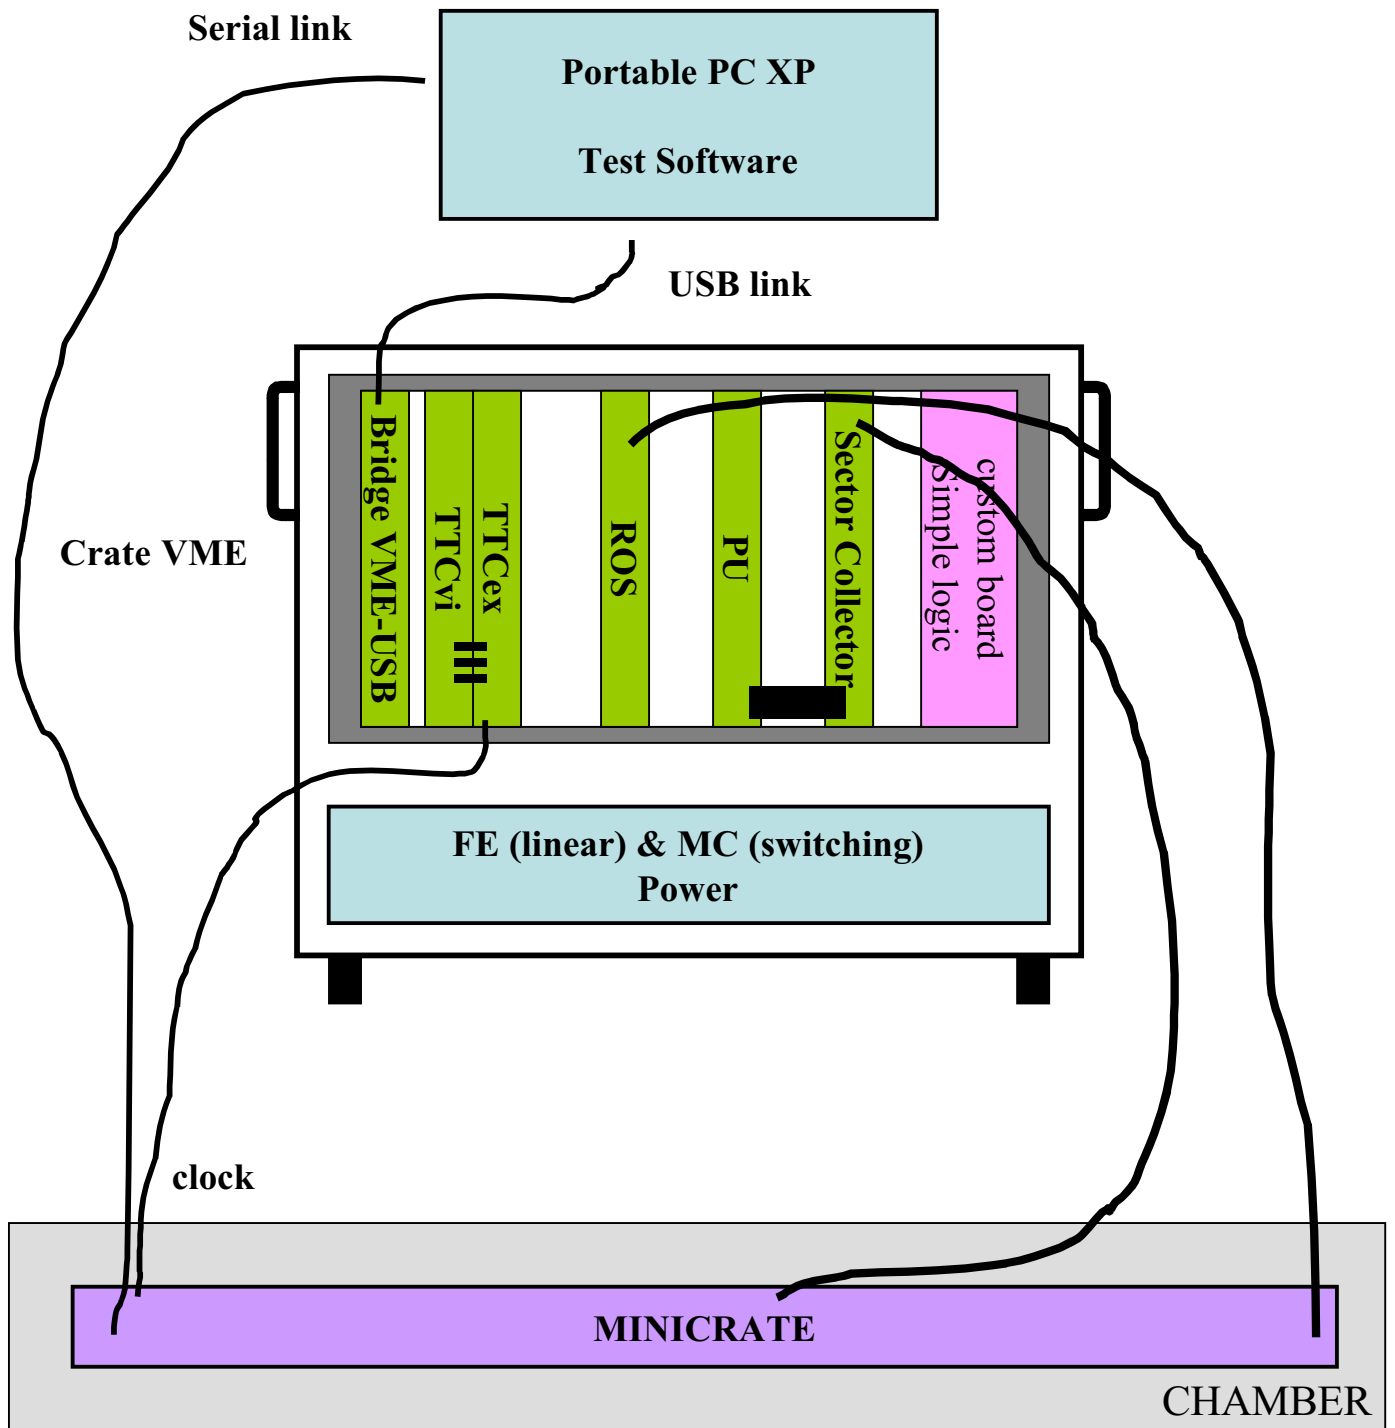 Serial link
Portable PC XP
Test Software
USB link
Crate VME
Bridge VME-USB
TTCvi
TTCex
ROS
PU
Sector Collector
Simple logic
custom board
FE (linear) & MC (switching)
Power
clock
MINICRATE
CHAMBER